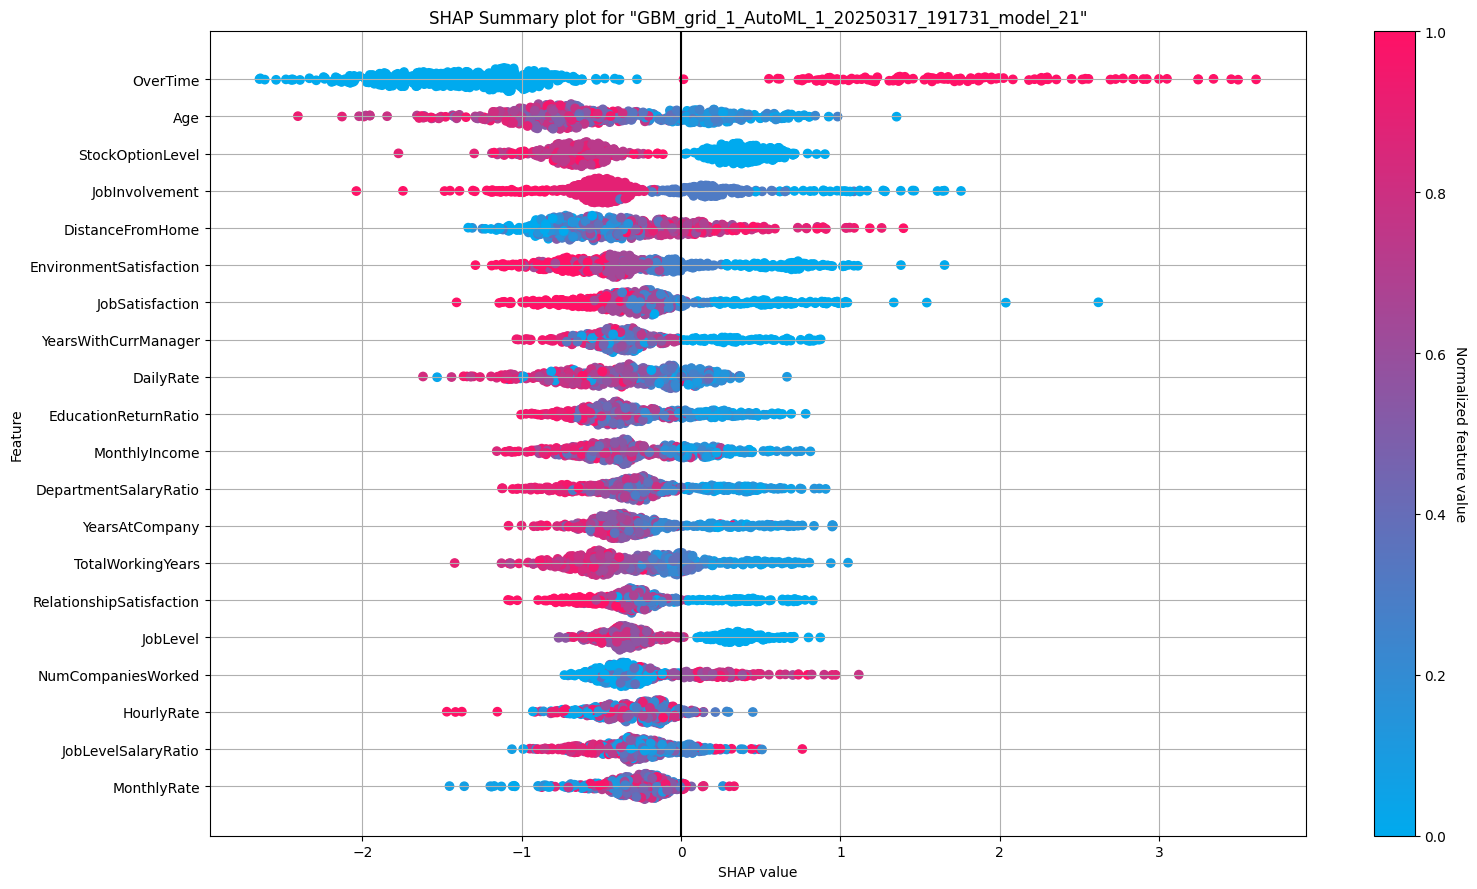 SHAP Summary plot for "GBM_grid_1_AutoML_1_20250317_191731_model_21"
Feature
OverTime
Age
StockOptionLevel
JobInvolvement
DistanceFromHome
EnvironmentSatisfaction
JobSatisfaction
YearsWithCurrManager
DailyRate
EducationReturnRatio
MonthlyIncome
DepartmentSalaryRatio
YearsAtCompany
TotalWorkingYears
RelationshipSatisfaction
JobLevel
NumCompaniesWorked
HourlyRate
JobLevelSalaryRatio
MonthlyRate
−2 −1 0 1 2 3
SHAP value
1.0
0.8
0.6
0.4
0.2
0.0
Normalized feature value